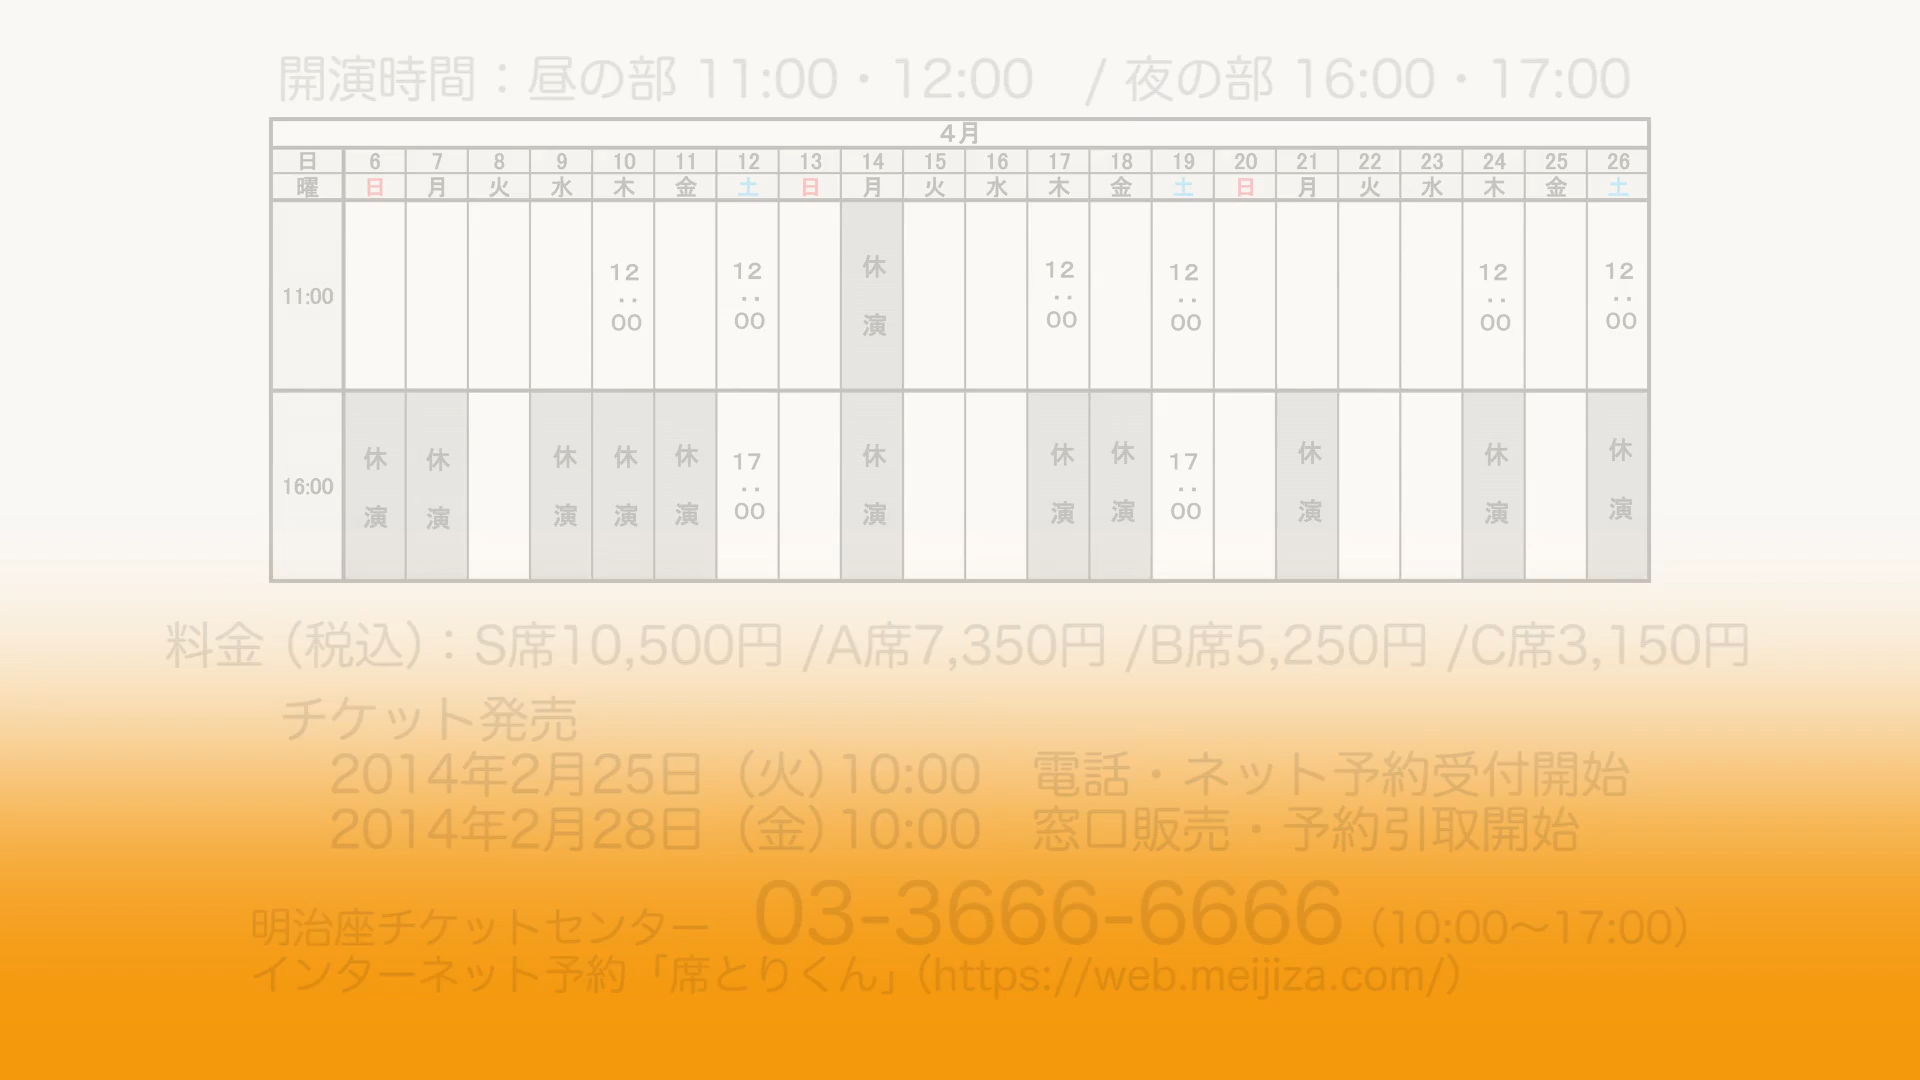 開演時間：昼の部 11:00・12:00 / 夜の部 16:00・17:00
4月
日 6 7 8 9 10 11 12 13 14 15 16 17 18 19 20 21 22 23 24 25 26
曜 日 月 火 水 木 金 土 日 月 火 水 木 金 土 日 月 火 水 木 金 土
11:00 12:00 12:00 休演 12:00 12:00 12:00 12:00
16:00 休演 休演 休演 休演 休演 17:00 休演 休演 休演 17:00 休演 休演 休演
料金（税込）：S席10,500円 /A席7,350円 /B席5,250円 /C席3,150円
チケット発売
2014年2月25日（火）10:00 電話・ネット予約受付開始
2014年2月28日（金）10:00 窓口販売・予約引取開始
明治座チケットセンター 03-3666-6666（10:00〜17:00）
インターネット予約「席とりくん」（https://web.meijiza.com/）